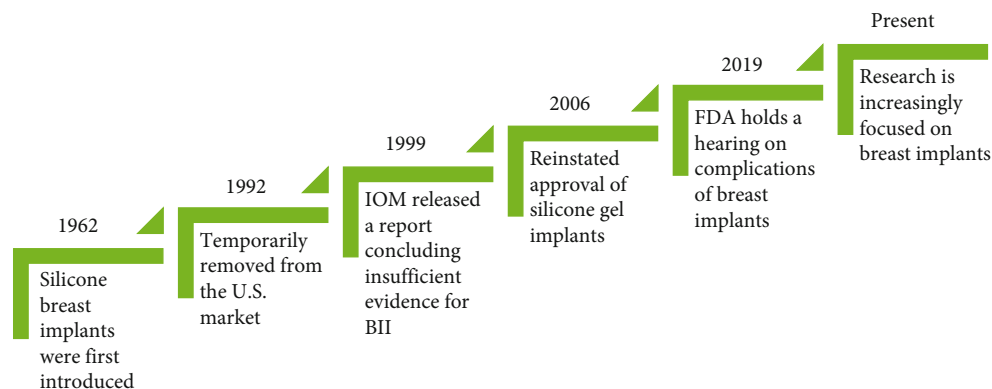 1962
Silicone
breast
implants
were first
introduced
1992
Temporarily
removed from
the U.S.
market
1999
IOM released
a report
concluding
insufficient
evidence for
BII
2006
Reinstated
approval of
silicone gel
implants
2019
FDA holds a
hearing on
complications
of breast
implants
Present
Research is
increasingly
focused on
breast implants